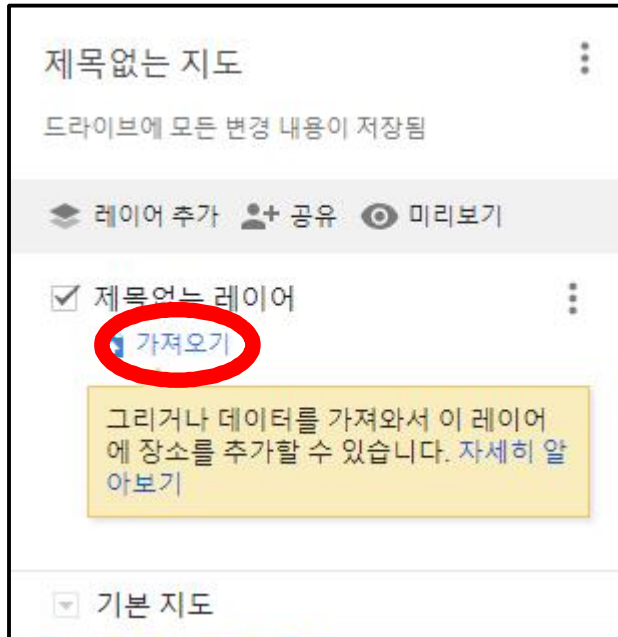 제목없는 지도
드라이브에 모든 변경 내용이 저장됨
레이어 추가 공유 미리보기
제목없는 레이어
가져오기
그리거나 데이터를 가져와서 이 레이어
에 장소를 추가할 수 있습니다. 자세히 알
아보기
기본 지도